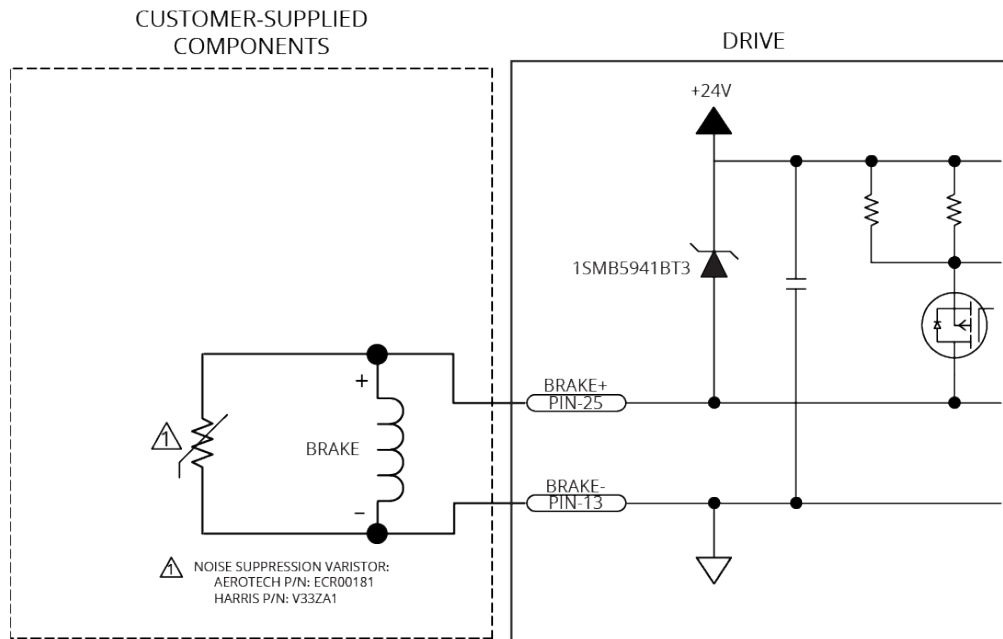 CUSTOMER-SUPPLIED
COMPONENTS
DRIVE
+24V
1SMB5941BT3
BRAKE+
PIN-25
+
1
BRAKE
BRAKE-
PIN-13
–
1 NOISE SUPPRESSION VARISTOR:
AEROTECH P/N: ECR00181
HARRIS P/N: V33ZA1